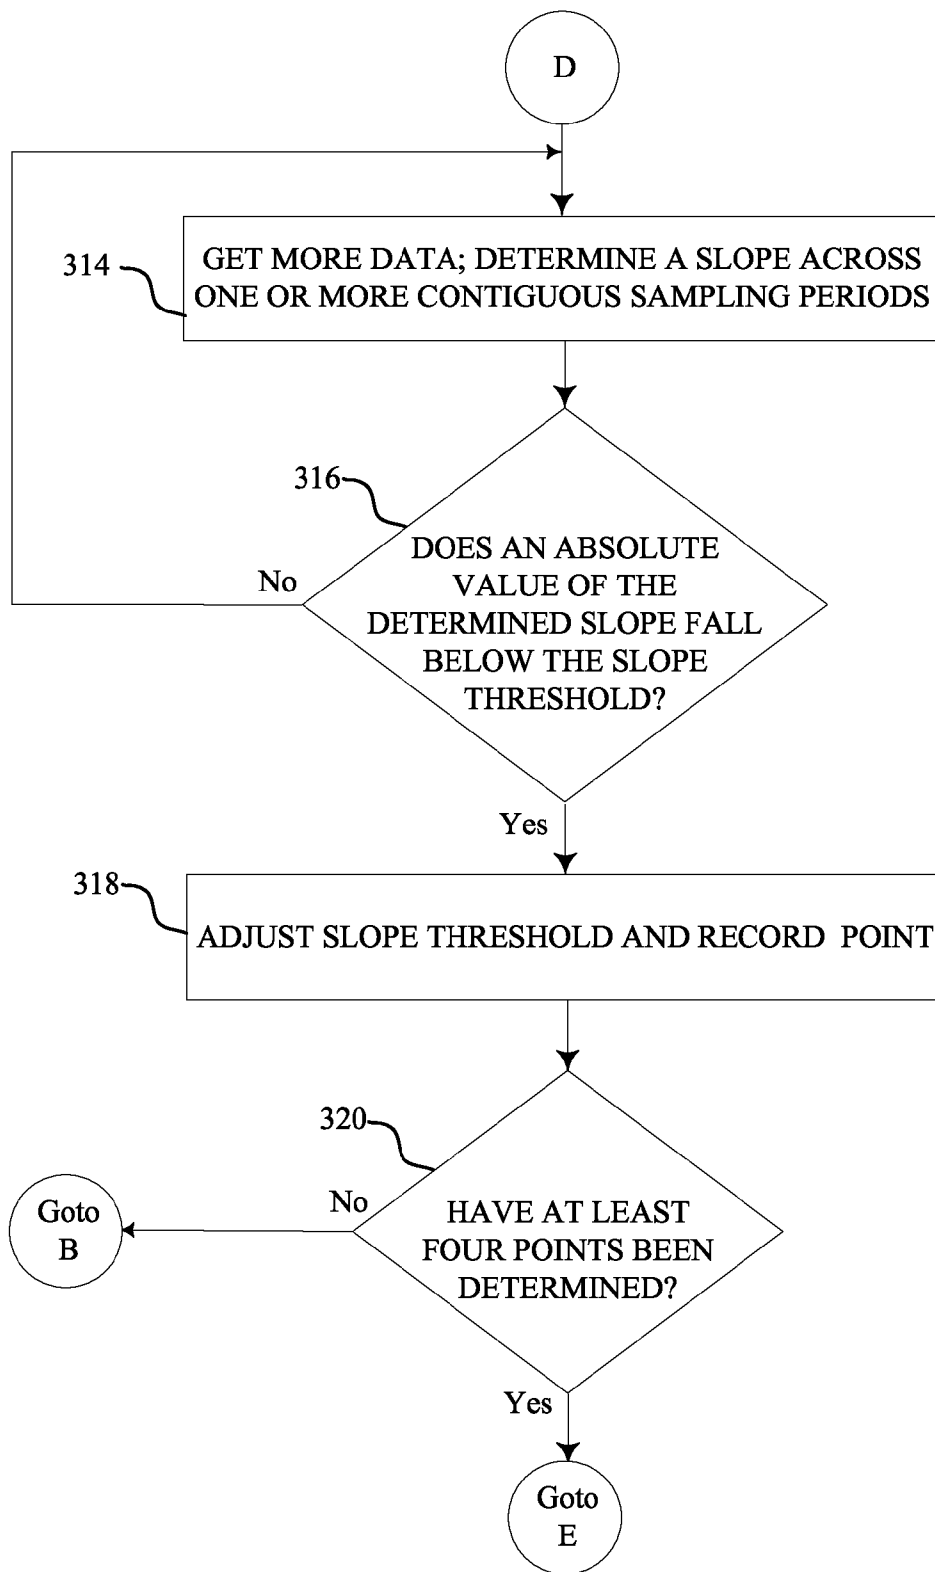 D
314
GET MORE DATA; DETERMINE A SLOPE ACROSS
ONE OR MORE CONTIGUOUS SAMPLING PERIODS
316
DOES AN ABSOLUTE
VALUE OF THE
DETERMINED SLOPE FALL
BELOW THE SLOPE
THRESHOLD?
No
Yes
318
ADJUST SLOPE THRESHOLD AND RECORD POINT
320
HAVE AT LEAST
FOUR POINTS BEEN
DETERMINED?
No
Goto
B
Yes
Goto
E